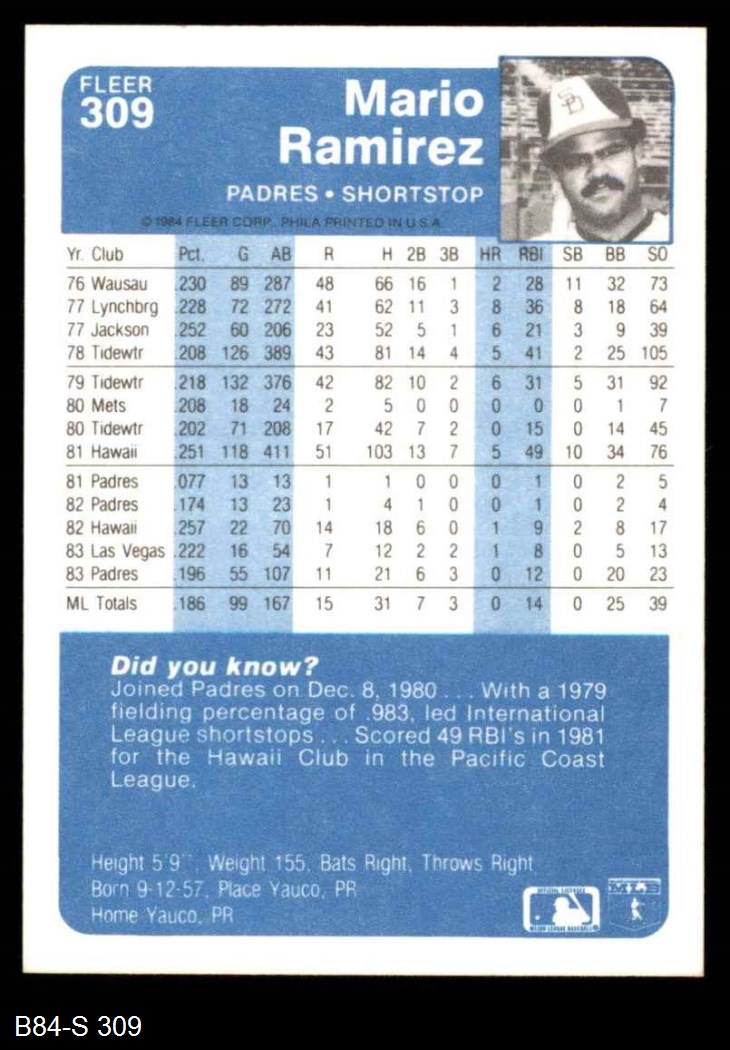 FLEER
309
Mario
Ramirez
PADRES • SHORTSTOP
© 1984 FLEER CORP. PHILA PRINTED IN U.S.A.
SD
Yr. Club Pct. G AB R H 2B 3B HR RBI SB BB SO
76 Wausau .230 89 287 48 66 16 1 2 28 11 32 73
77 Lynchbrg .228 72 272 41 62 11 3 8 36 8 18 64
77 Jackson .252 60 206 23 52 5 1 6 21 3 9 39
78 Tidewtr .208 126 389 43 81 14 4 5 41 2 25 105
79 Tidewtr .218 132 376 42 82 10 2 6 31 5 31 92
80 Mets .208 18 24 2 5 0 0 0 0 0 1 7
80 Tidewtr .202 71 208 17 42 7 2 0 15 0 14 45
81 Hawaii .251 118 411 51 103 13 7 5 49 10 34 76
81 Padres .077 13 13 1 1 0 0 0 1 0 2 5
82 Padres .174 13 23 1 4 1 0 0 1 0 2 4
82 Hawaii .257 22 70 14 18 6 0 1 9 2 8 17
83 Las Vegas .222 16 54 7 12 2 2 1 8 0 5 13
83 Padres .196 55 107 11 21 6 3 0 12 0 20 23
ML Totals .186 99 167 15 31 7 3 0 14 0 25 39
Did you know?
Joined Padres on Dec. 8, 1980 . . . With a 1979
fielding percentage of .983, led International
League shortstops . . . Scored 49 RBI's in 1981
for the Hawaii Club in the Pacific Coast
League.
Height 5'9", Weight 155, Bats Right, Throws Right
Born 9-12-57, Place Yauco, PR
Home Yauco, PR
OFFICIAL LICENSEE
MAJOR LEAGUE BASEBALL
MLB
B84-S 309